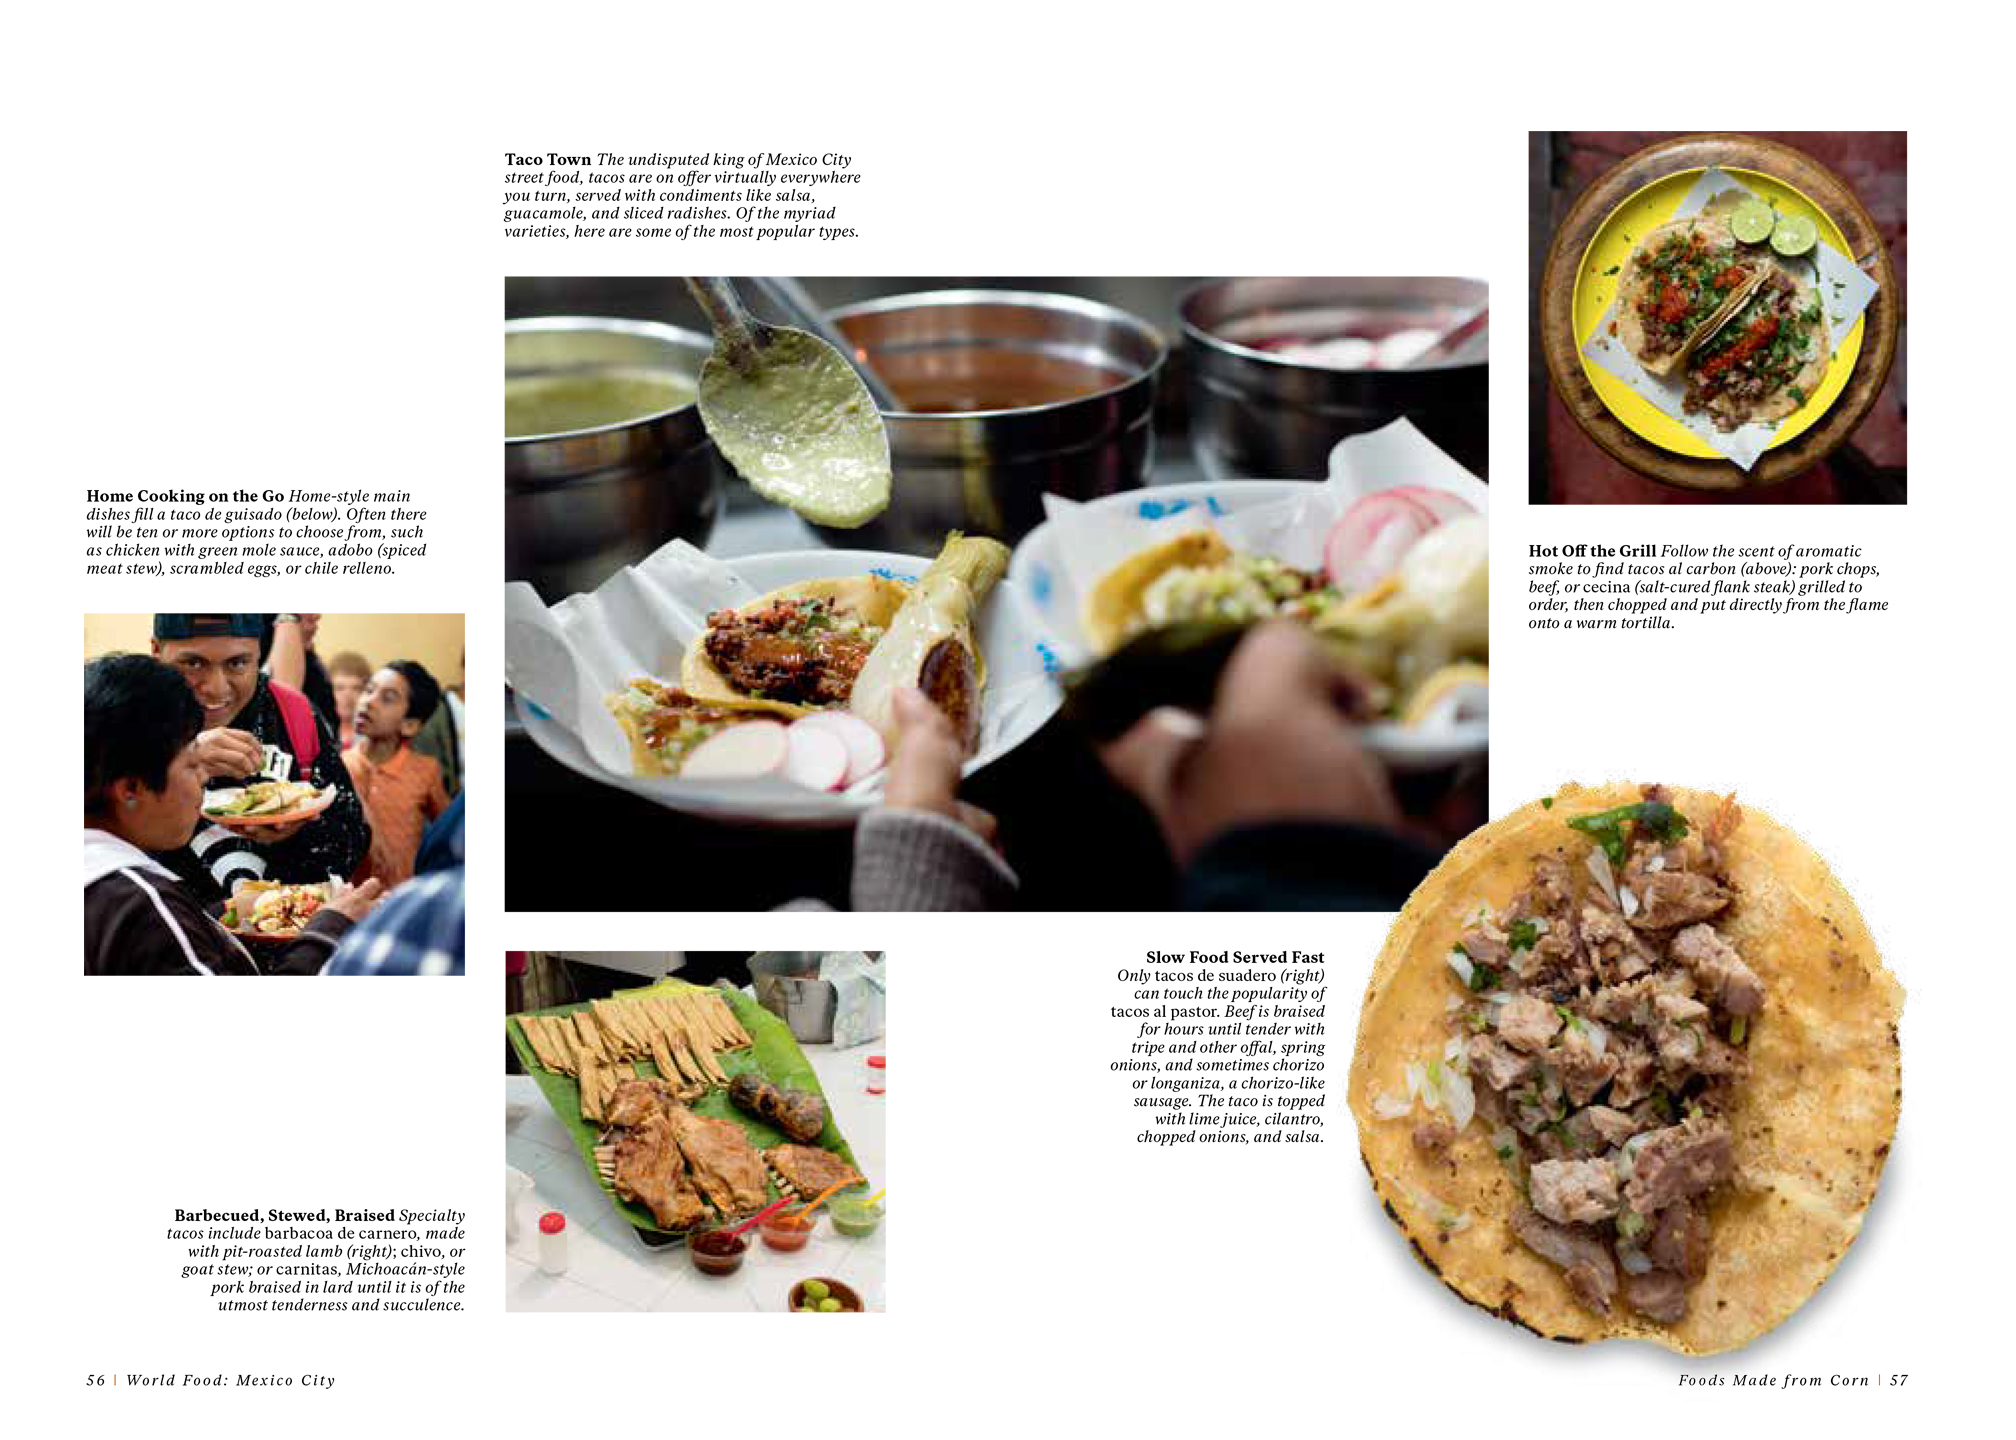 Taco Town The undisputed king of Mexico City
street food, tacos are on offer virtually everywhere
you turn, served with condiments like salsa,
guacamole, and sliced radishes. Of the myriad
varieties, here are some of the most popular types.
Home Cooking on the Go Home-style main
dishes fill a taco de guisado (below). Often there
will be ten or more options to choose from, such
as chicken with green mole sauce, adobo (spiced
meat stew), scrambled eggs, or chile relleno.
Hot Off the Grill Follow the scent of aromatic
smoke to find tacos al carbon (above): pork chops,
beef, or cecina (salt-cured flank steak) grilled to
order, then chopped and put directly from the flame
onto a warm tortilla.
Slow Food Served Fast
Only tacos de suadero (right)
can touch the popularity of
tacos al pastor. Beef is braised
for hours until tender with
tripe and other offal, spring
onions, and sometimes chorizo
or longaniza, a chorizo-like
sausage. The taco is topped
with lime juice, cilantro,
chopped onions, and salsa.
Barbecued, Stewed, Braised Specialty
tacos include barbacoa de carnero, made
with pit-roasted lamb (right); chivo, or
goat stew; or carnitas, Michoacán-style
pork braised in lard until it is of the
utmost tenderness and succulence.
56 | World Food: Mexico City
Foods Made from Corn | 57